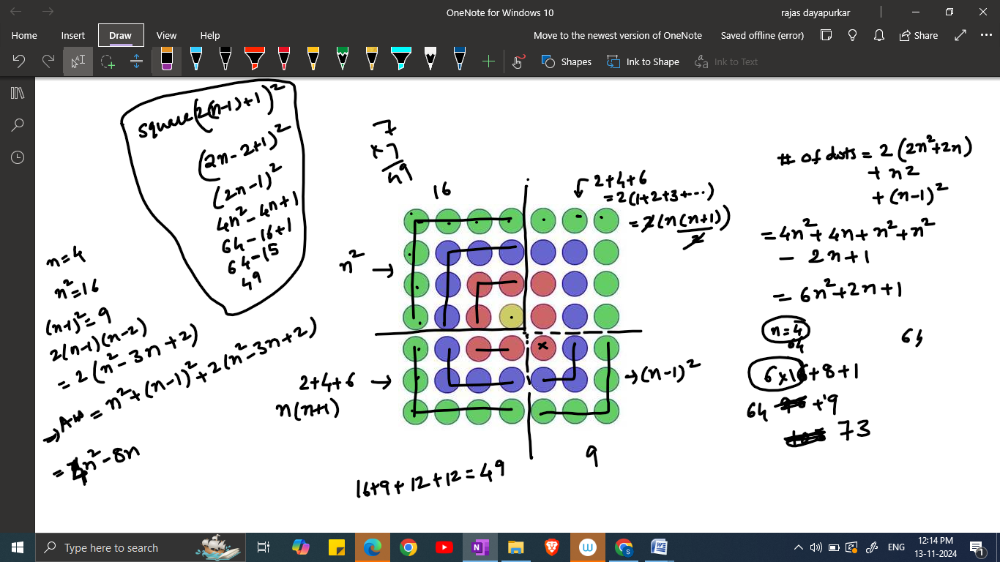 OneNote for Windows 10
rajas dayapurkar
Home Insert Draw View Help
Move to the newest version of OneNote
Saved offline (error)
Share
Shapes
Ink to Shape
Ink to Text
square(2(n-1)+1)²
(2n-2+1)²
(2n-1)²
4n²-4n+1
64-16+1
64-15
49
n=4
n²=16
(n-1)²=9
2(n-1)(n-2)
=2(n²-3n+2)
→Ans=n²+(n-1)²+2(n²-3n+2)
=4n²-8n
7
×7
49
16
n² →
2+4+6
=2(1+2+3+---)
=2(n(n+1))
2
2+4+6 →
n(n+1)
→(n-1)²
9
16+9+12+12=49
# of dots = 2(2n²+2n)
+n2
+(n-1)²
=4n²+4n+n²+n²
-2n+1
=6n²+2n+1
n=4
64
6×16+8+1
64 +9
73
64
Type here to search
ENG
12:14 PM
13-11-2024
1